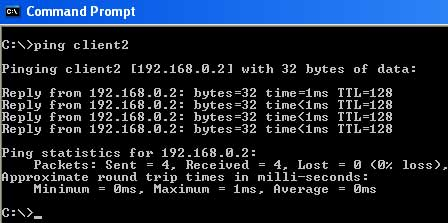 Command Prompt
C:\>ping client2
Pinging client2 [192.168.0.2] with 32 bytes of data:
Reply from 192.168.0.2: bytes=32 time=1ms TTL=128
Reply from 192.168.0.2: bytes=32 time<1ms TTL=128
Reply from 192.168.0.2: bytes=32 time<1ms TTL=128
Reply from 192.168.0.2: bytes=32 time<1ms TTL=128
Ping statistics for 192.168.0.2:
Packets: Sent = 4, Received = 4, Lost = 0 (0% loss),
Approximate round trip times in milli-seconds:
Minimum = 0ms, Maximum = 1ms, Average = 0ms
C:\>_